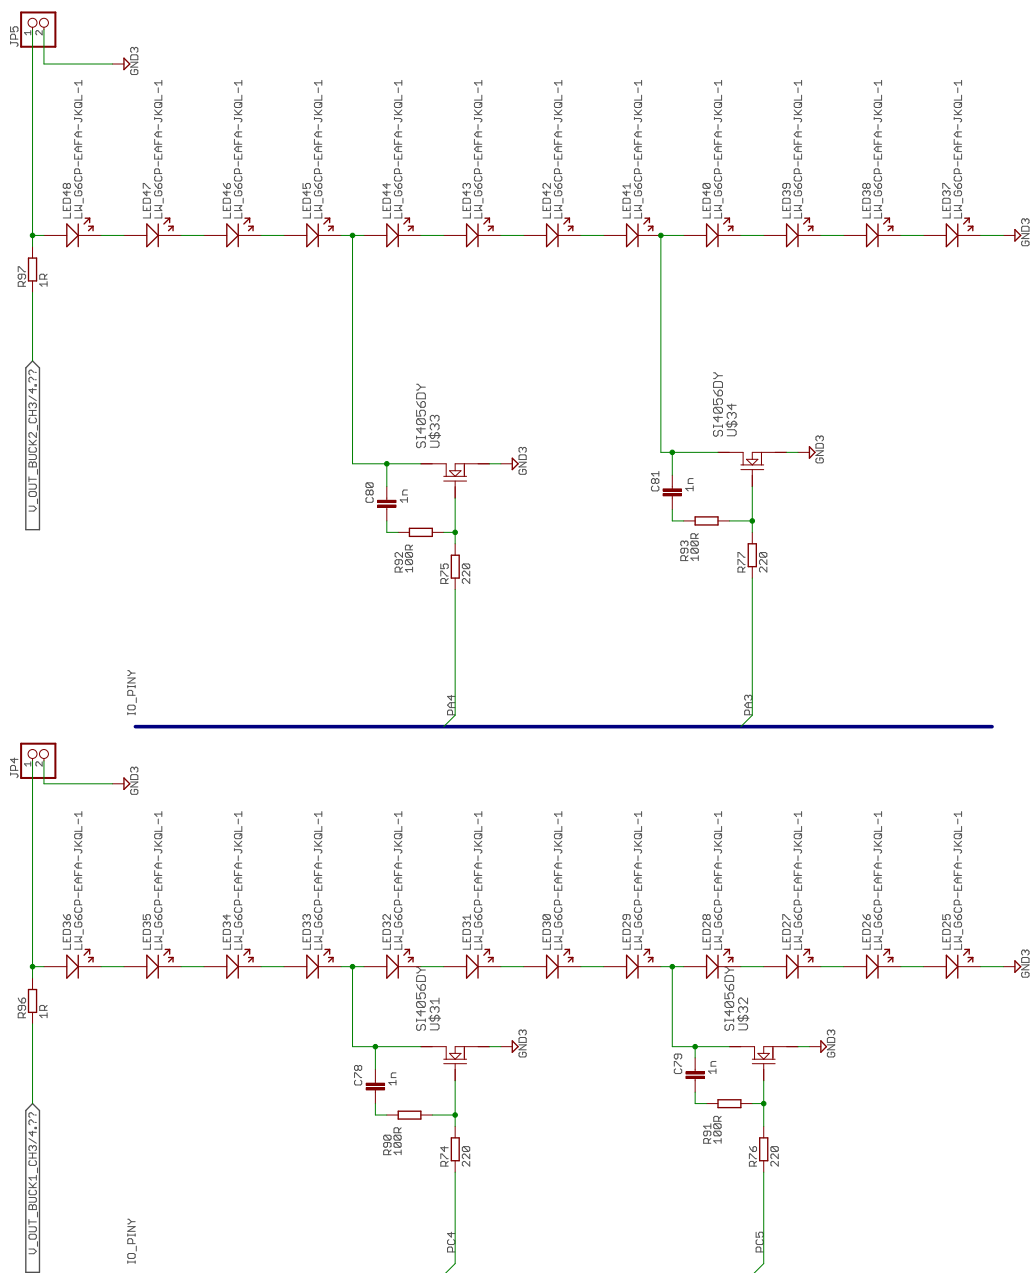 JP5
1
2
GND3
LED48
LW_G6CP-EAFA-JKQL-1
LED47
LW_G6CP-EAFA-JKQL-1
LED46
LW_G6CP-EAFA-JKQL-1
LED45
LW_G6CP-EAFA-JKQL-1
LED44
LW_G6CP-EAFA-JKQL-1
LED43
LW_G6CP-EAFA-JKQL-1
LED42
LW_G6CP-EAFA-JKQL-1
LED41
LW_G6CP-EAFA-JKQL-1
LED40
LW_G6CP-EAFA-JKQL-1
LED39
LW_G6CP-EAFA-JKQL-1
LED38
LW_G6CP-EAFA-JKQL-1
LED37
LW_G6CP-EAFA-JKQL-1
GND3
R97
1R
U_OUT_BUCK2_CH3/4.??
SI4056DY
U$33
GND3
C80
1n
R92
100R
R75
220
SI4056DY
U$34
GND3
C81
1n
R93
100R
R77
220
IO_PINY
PA4
PA3
JP4
1
2
GND3
LED36
LW_G6CP-EAFA-JKQL-1
LED35
LW_G6CP-EAFA-JKQL-1
LED34
LW_G6CP-EAFA-JKQL-1
LED33
LW_G6CP-EAFA-JKQL-1
LED32
LW_G6CP-EAFA-JKQL-1
LED31
LW_G6CP-EAFA-JKQL-1
LED30
LW_G6CP-EAFA-JKQL-1
LED29
LW_G6CP-EAFA-JKQL-1
LED28
LW_G6CP-EAFA-JKQL-1
LED27
LW_G6CP-EAFA-JKQL-1
LED26
LW_G6CP-EAFA-JKQL-1
LED25
LW_G6CP-EAFA-JKQL-1
GND3
R96
1R
U_OUT_BUCK1_CH3/4.??
SI4056DY
U$31
GND3
C78
1n
R90
100R
R74
220
SI4056DY
U$32
GND3
C79
1n
R91
100R
R76
220
IO_PINY
PC4
PC5